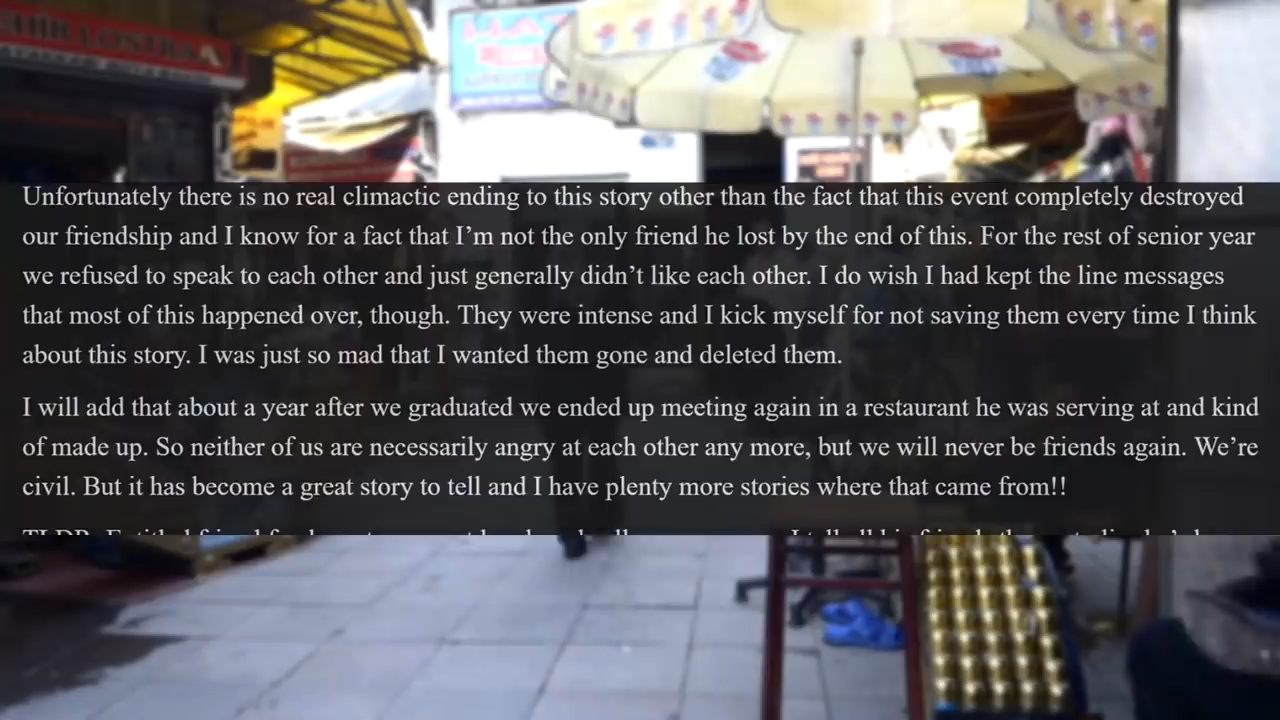 Unfortunately there is no real climactic ending to this story other than the fact that this event completely destroyed
our friendship and I know for a fact that I’m not the only friend he lost by the end of this. For the rest of senior year
we refused to speak to each other and just generally didn’t like each other. I do wish I had kept the line messages
that most of this happened over, though. They were intense and I kick myself for not saving them every time I think
about this story. I was just so mad that I wanted them gone and deleted them.
I will add that about a year after we graduated we ended up meeting again in a restaurant he was serving at and kind
of made up. So neither of us are necessarily angry at each other any more, but we will never be friends again. We’re
civil. But it has become a great story to tell and I have plenty more stories where that came from!!